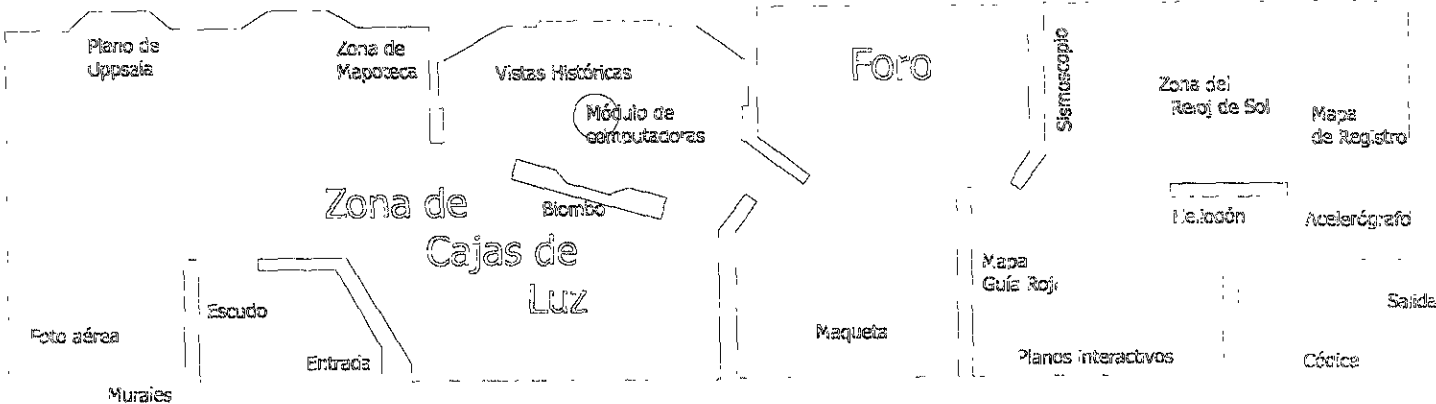 Plano de
Uppsala
Zona de
Mapoteca
Vistas Históricas
Módulo de
computadoras
Foro
Sismoscopio
Zona del
Reloj de Sol
Mapa
de Registro
Zona de
Cajas de
Luz
Biombo
Heliodón
Acelerógrafo
Mapa
Guía Roji
Escudo
Foto aérea
Entrada
Murales
Maqueta
Planos interactivos
Salida
Códice